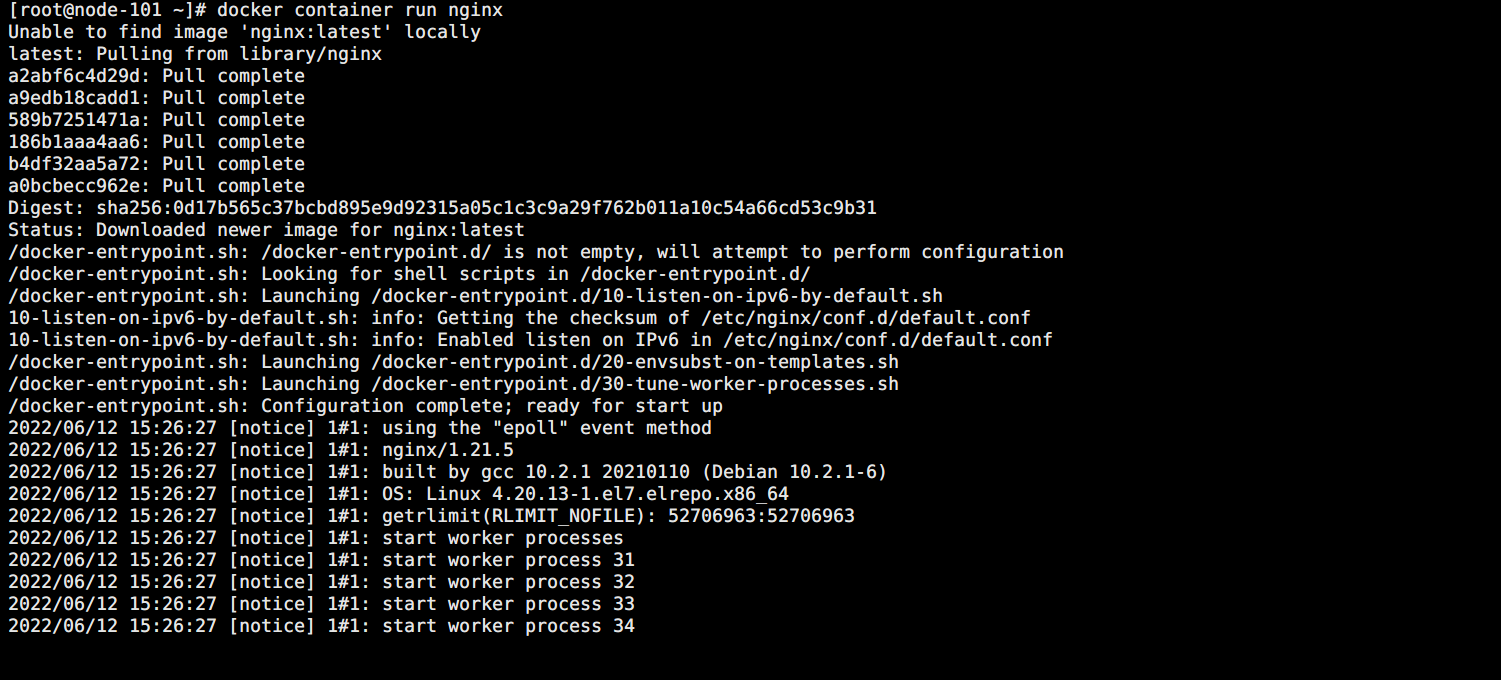 [root@node-101 ~]# docker container run nginx
Unable to find image 'nginx:latest' locally
latest: Pulling from library/nginx
a2abf6c4d29d: Pull complete
a9edb18cadd1: Pull complete
589b7251471a: Pull complete
186b1aaa4aa6: Pull complete
b4df32aa5a72: Pull complete
a0bcbecc962e: Pull complete
Digest: sha256:0d17b565c37bcbd895e9d92315a05c1c3c9a29f762b011a10c54a66cd53c9b31
Status: Downloaded newer image for nginx:latest
/docker-entrypoint.sh: /docker-entrypoint.d/ is not empty, will attempt to perform configuration
/docker-entrypoint.sh: Looking for shell scripts in /docker-entrypoint.d/
/docker-entrypoint.sh: Launching /docker-entrypoint.d/10-listen-on-ipv6-by-default.sh
10-listen-on-ipv6-by-default.sh: info: Getting the checksum of /etc/nginx/conf.d/default.conf
10-listen-on-ipv6-by-default.sh: info: Enabled listen on IPv6 in /etc/nginx/conf.d/default.conf
/docker-entrypoint.sh: Launching /docker-entrypoint.d/20-envsubst-on-templates.sh
/docker-entrypoint.sh: Launching /docker-entrypoint.d/30-tune-worker-processes.sh
/docker-entrypoint.sh: Configuration complete; ready for start up
2022/06/12 15:26:27 [notice] 1#1: using the "epoll" event method
2022/06/12 15:26:27 [notice] 1#1: nginx/1.21.5
2022/06/12 15:26:27 [notice] 1#1: built by gcc 10.2.1 20210110 (Debian 10.2.1-6)
2022/06/12 15:26:27 [notice] 1#1: OS: Linux 4.20.13-1.el7.elrepo.x86_64
2022/06/12 15:26:27 [notice] 1#1: getrlimit(RLIMIT_NOFILE): 52706963:52706963
2022/06/12 15:26:27 [notice] 1#1: start worker processes
2022/06/12 15:26:27 [notice] 1#1: start worker process 31
2022/06/12 15:26:27 [notice] 1#1: start worker process 32
2022/06/12 15:26:27 [notice] 1#1: start worker process 33
2022/06/12 15:26:27 [notice] 1#1: start worker process 34